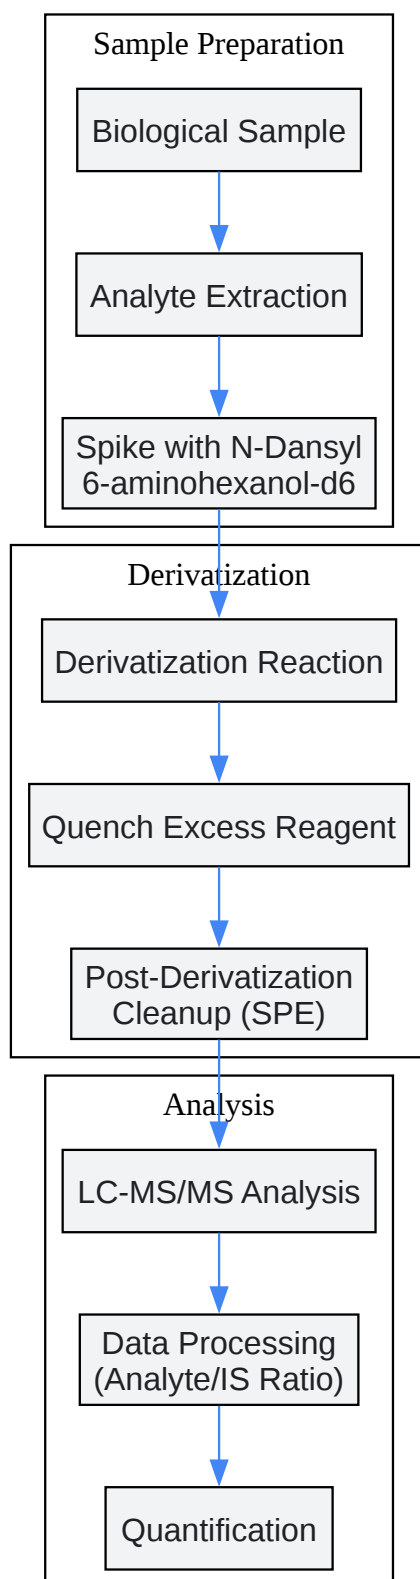 Sample Preparation
Biological Sample
Analyte Extraction
Spike with N-Dansyl
6-aminohexanol-d6
Derivatization
Derivatization Reaction
Quench Excess Reagent
Post-Derivatization
Cleanup (SPE)
Analysis
LC-MS/MS Analysis
Data Processing
(Analyte/IS Ratio)
Quantification